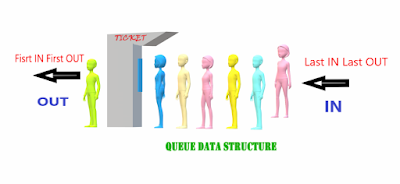 TICKET
Fisrt IN First OUT
Last IN Last OUT
OUT
IN
QUEUE DATA STRUCTURE